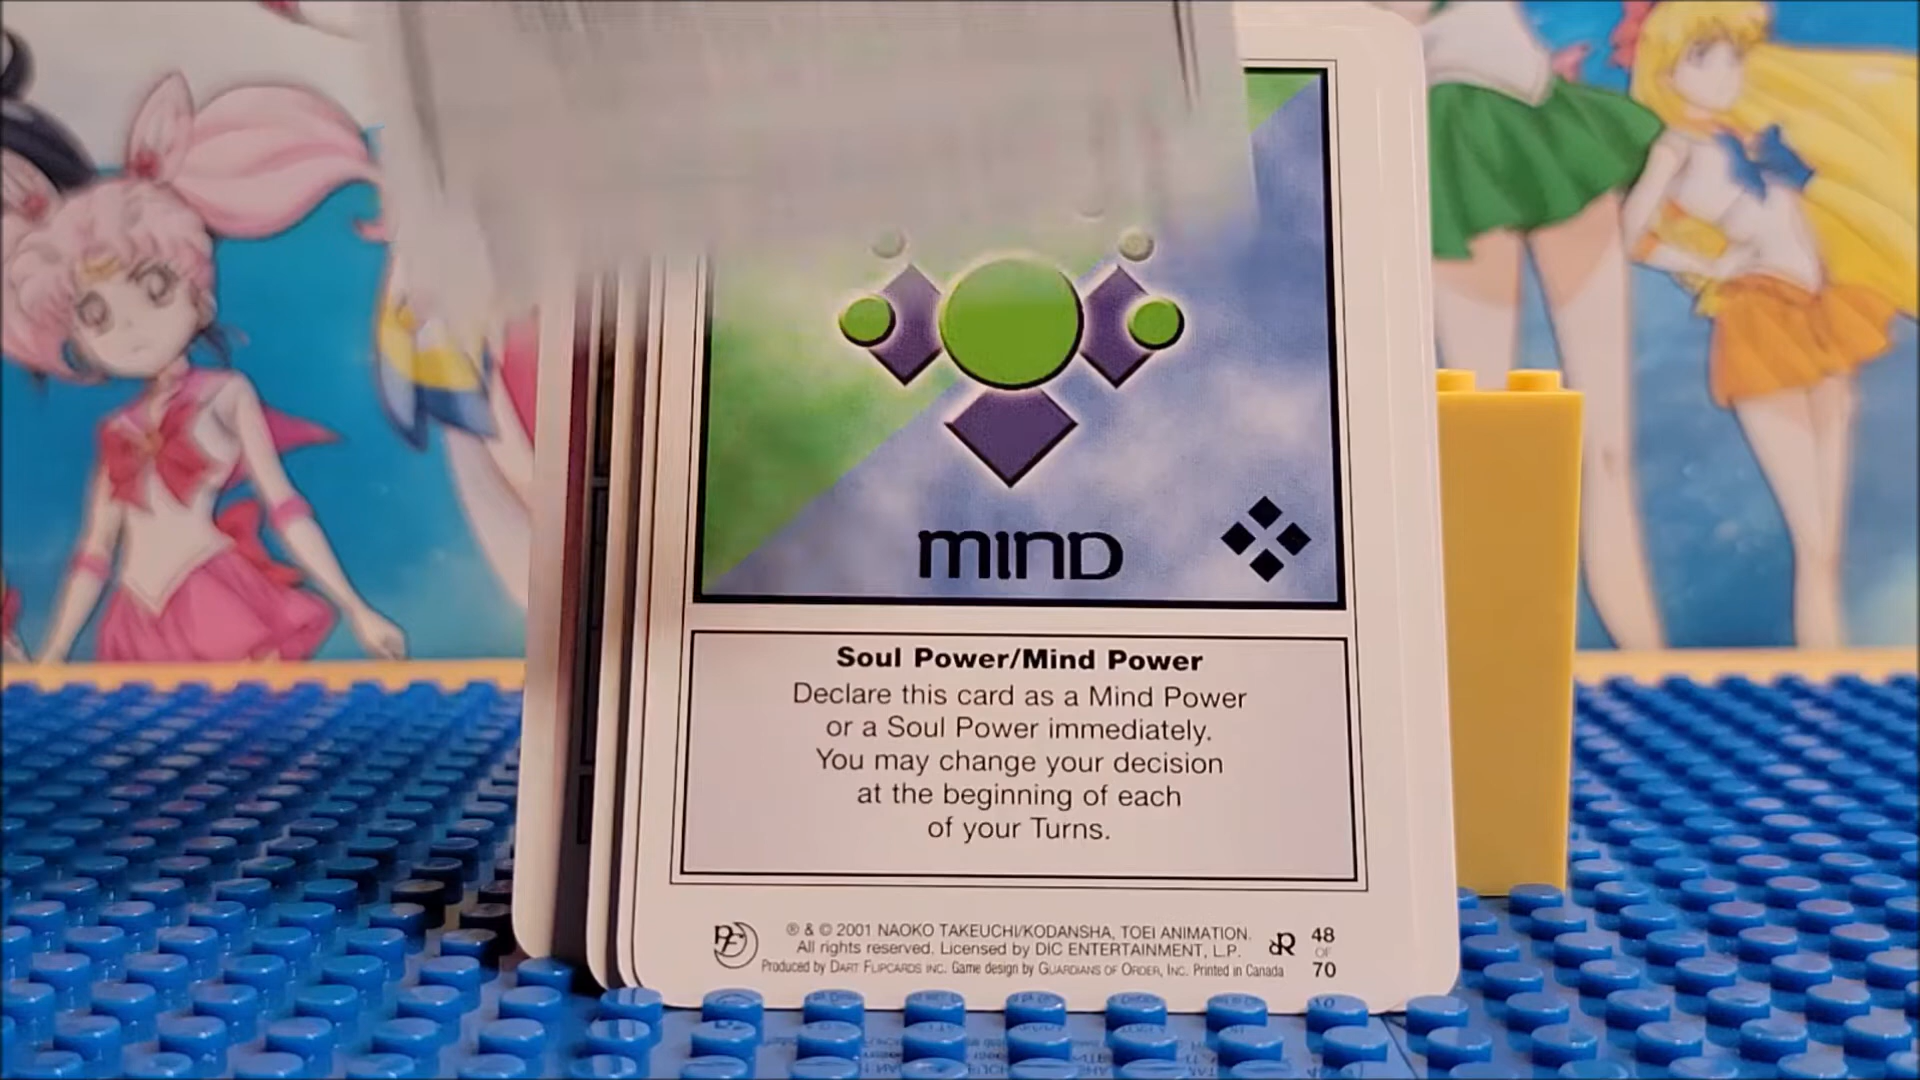 MIND
Soul Power/Mind Power
Declare this card as a Mind Power
or a Soul Power immediately.
You may change your decision
at the beginning of each
of your Turns.
® & © 2001 NAOKO TAKEUCHI/KODANSHA, TOEI ANIMATION.
All rights reserved. Licensed by DIC ENTERTAINMENT, L.P.
Produced by DART FLIPCARDS INC. Game design by GUARDIANS OF ORDER, INC. Printed in Canada
48
OF
70